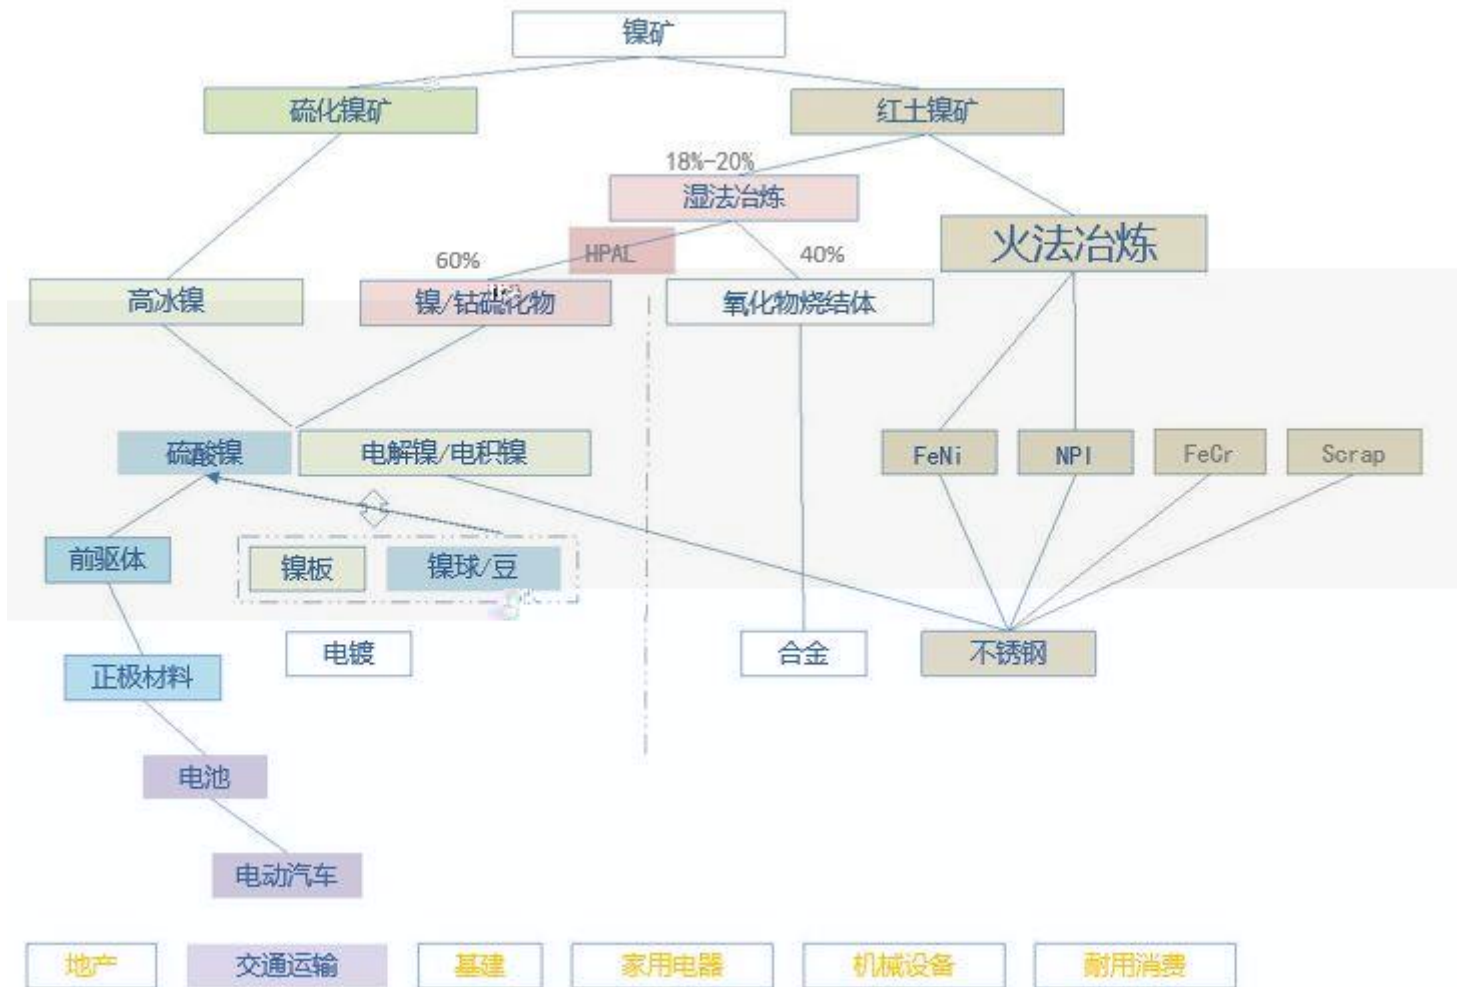 镍矿
硫化镍矿
红土镍矿
18%-20%
湿法冶炼
火法冶炼
HPAL
60%
40%
高冰镍
镍/钴硫化物
氧化物烧结体
硫酸镍
电解镍/电积镍
FeNi
NPI
FeCr
Scrap
前驱体
镍板
镍球/豆
电镀
合金
不锈钢
正极材料
电池
电动汽车
地产
交通运输
基建
家用电器
机械设备
耐用消费